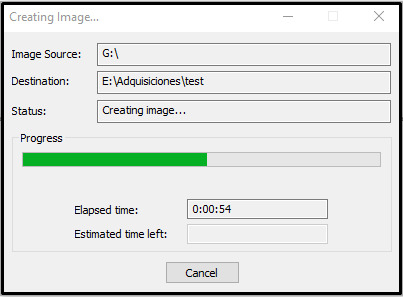 Creating Image...
Image Source: G:\
Destination: E:\Adquisiciones\test
Status: Creating image...
Progress
Elapsed time: 0:00:54
Estimated time left:
Cancel